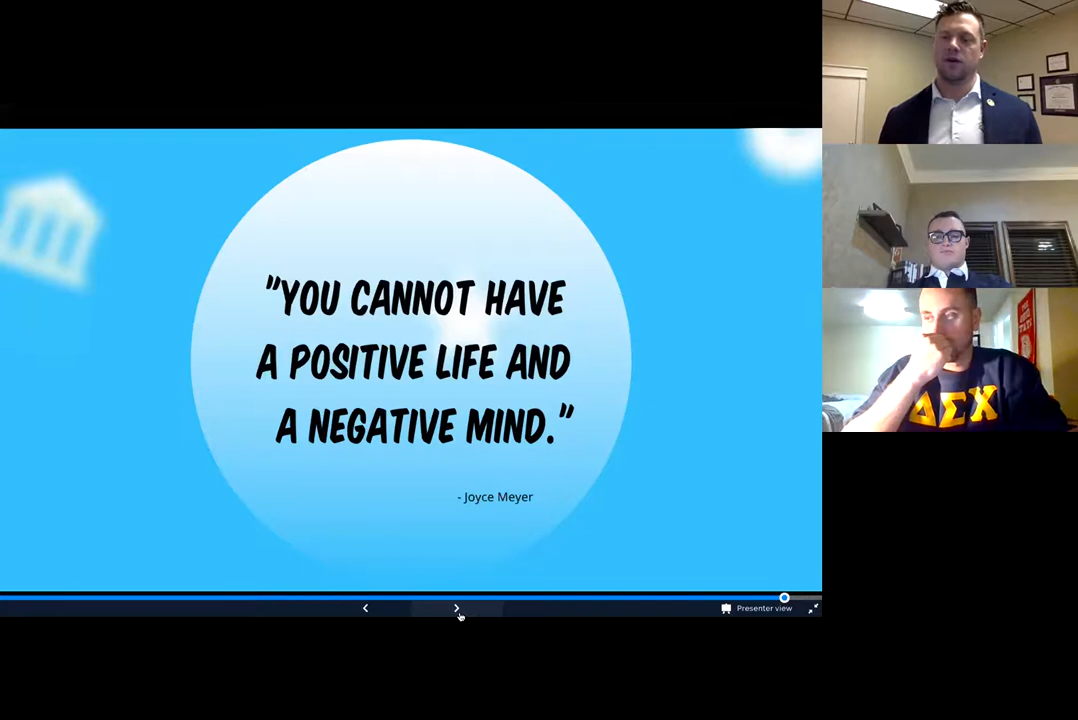 "YOU CANNOT HAVE
A POSITIVE LIFE AND
A NEGATIVE MIND."
- Joyce Meyer
Presenter view
ΔΣΧ